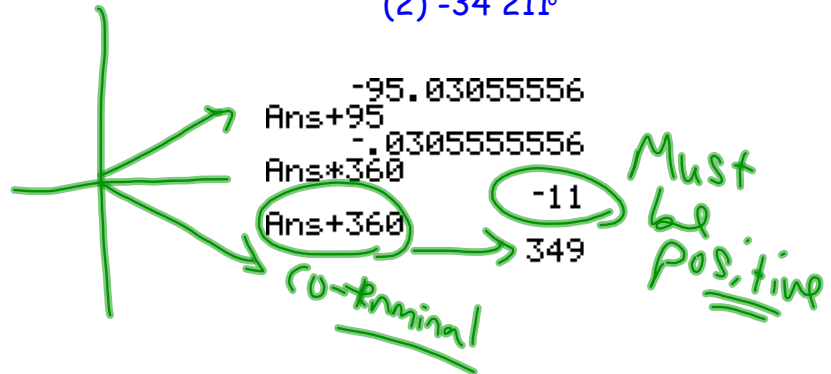 (2) -34 211°
-95.03055556
Ans+95
-.0305555556
Ans*360
-11
Ans+360
349
Must
be
positive
co-terminal